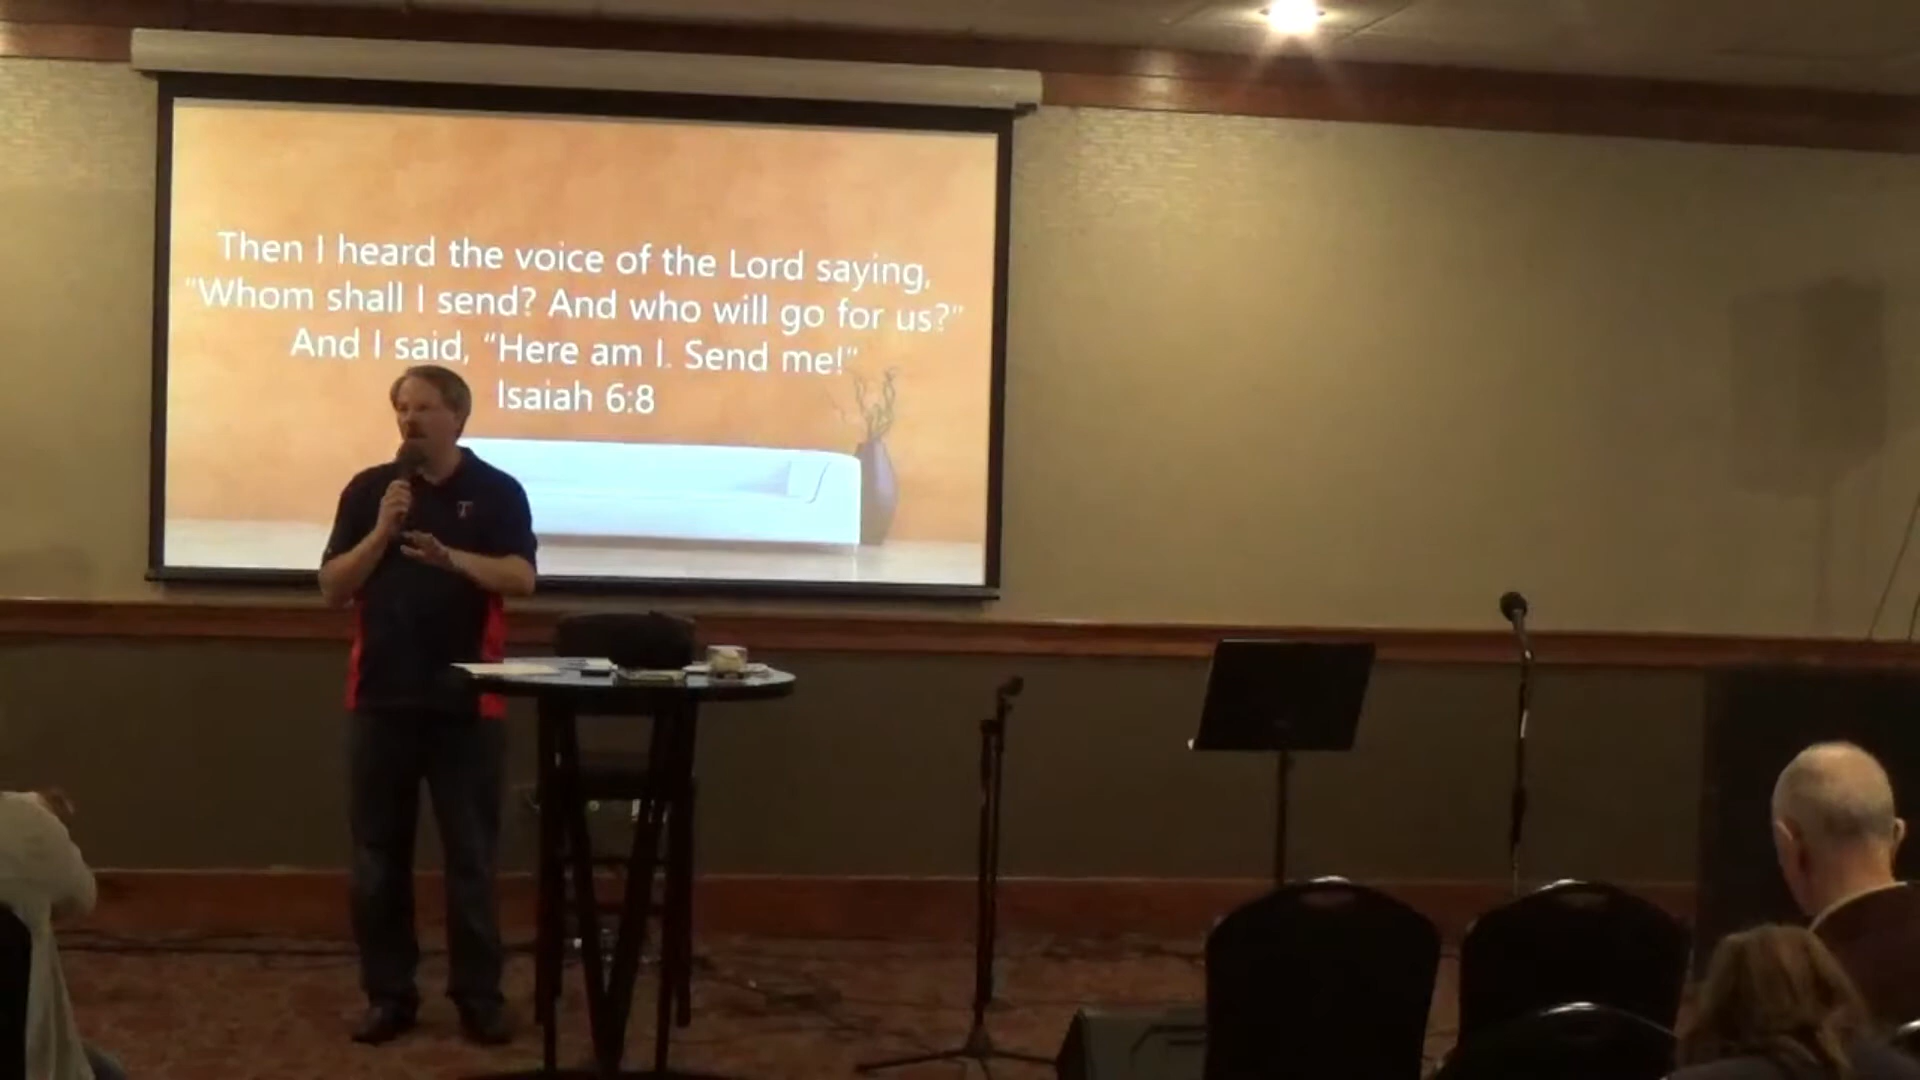 Then I heard the voice of the Lord saying,
"Whom shall I send? And who will go for us?"
And I said, "Here am I. Send me!"
Isaiah 6:8